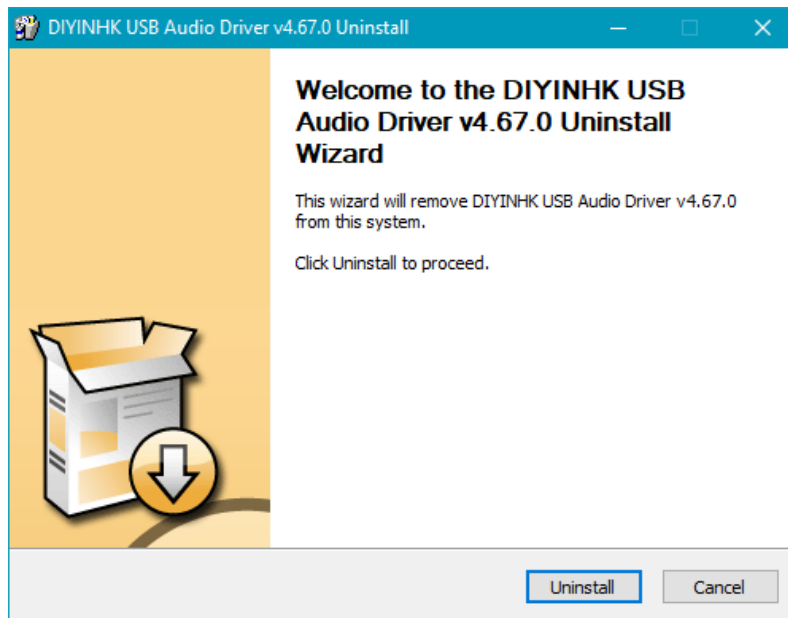 DIYINHK USB Audio Driver v4.67.0 Uninstall
Welcome to the DIYINHK USB
Audio Driver v4.67.0 Uninstall
Wizard
This wizard will remove DIYINHK USB Audio Driver v4.67.0
from this system.
Click Uninstall to proceed.
Uninstall
Cancel